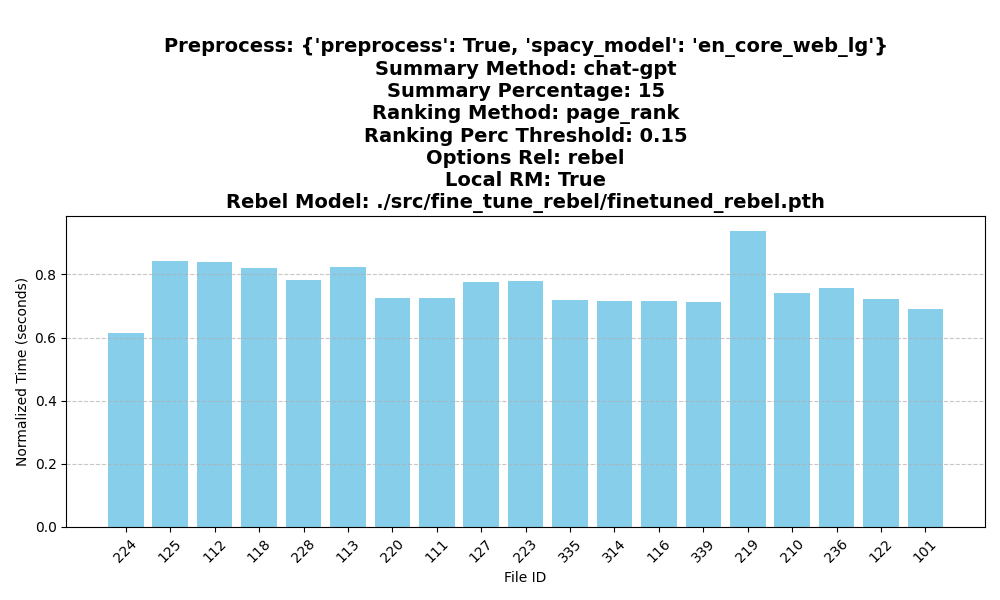 Preprocess: {'preprocess': True, 'spacy_model': 'en_core_web_lg'}
Summary Method: chat-gpt
Summary Percentage: 15
Ranking Method: page_rank
Ranking Perc Threshold: 0.15
Options Rel: rebel
Local RM: True
Rebel Model: ./src/fine_tune_rebel/finetuned_rebel.pth
Normalized Time (seconds)
0.8
0.6
0.4
0.2
0.0
224 125 112 118 228 113 220 111 127 223 335 314 116 339 219 210 236 122 101
File ID